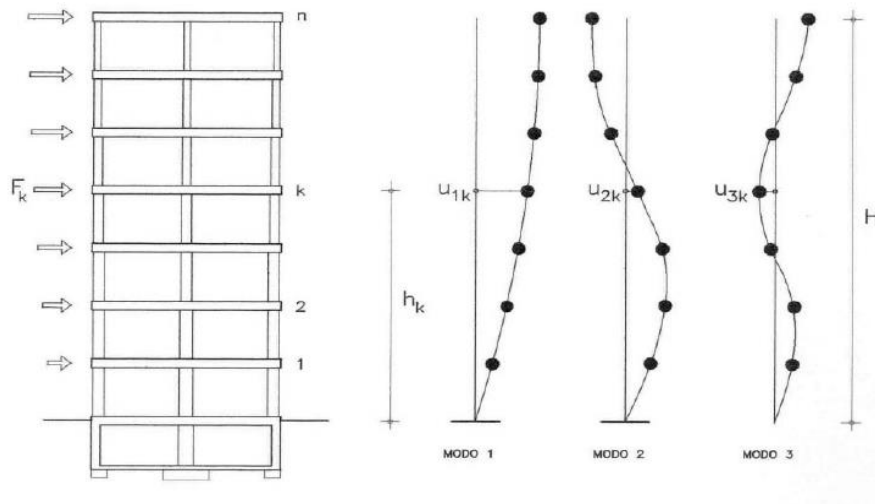 n
F_k
k
h_k
2
1
u_1k
u_2k
u_3k
H
MODO 1
MODO 2
MODO 3